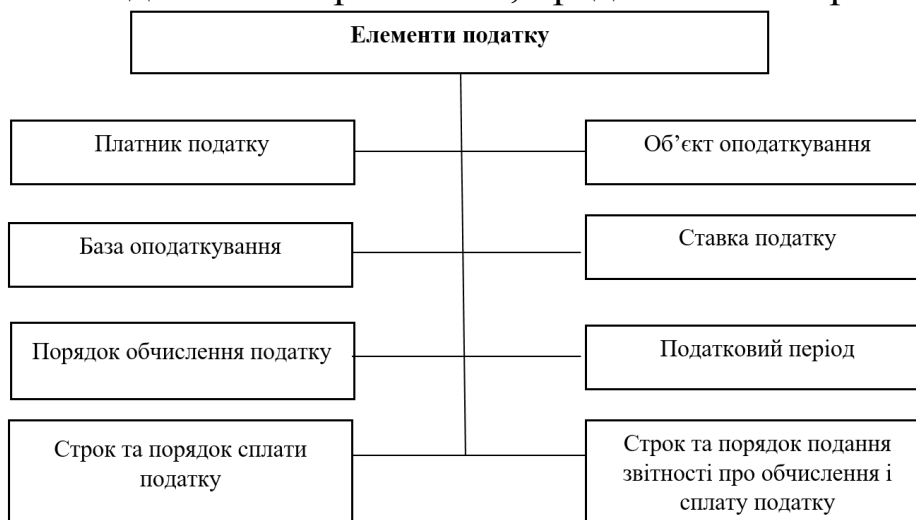 Елементи податку
Платник податку
Об’єкт оподаткування
База оподаткування
Ставка податку
Порядок обчислення податку
Податковий період
Строк та порядок сплати
податку
Строк та порядок подання
звітності про обчислення і
сплату податку